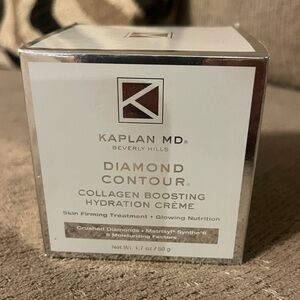 K
KAPLAN MD®
BEVERLY HILLS
DIAMOND
CONTOUR®
COLLAGEN BOOSTING
HYDRATION CRÈME
Skin Firming Treatment • Glowing Nutrition
Crushed Diamonds • Matrixyl® Synthe'6
8 Moisturizing Factors
Net Wt. 1.7 oz / 50 g